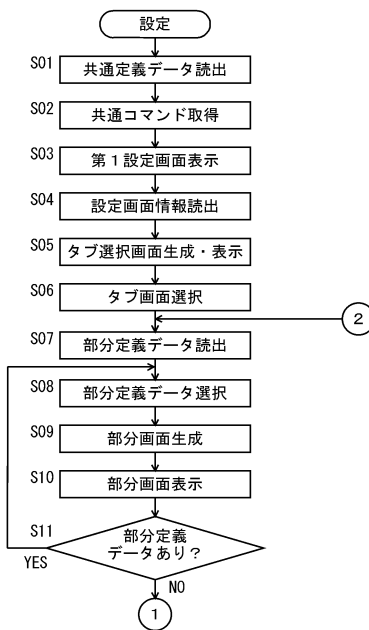 設定
S01
共通定義データ読出
S02
共通コマンド取得
S03
第1設定画面表示
S04
設定画面情報読出
S05
タブ選択画面生成・表示
S06
タブ画面選択
2
S07
部分定義データ読出
S08
部分定義データ選択
S09
部分画面生成
S10
部分画面表示
S11
部分定義
データあり?
YES
NO
1